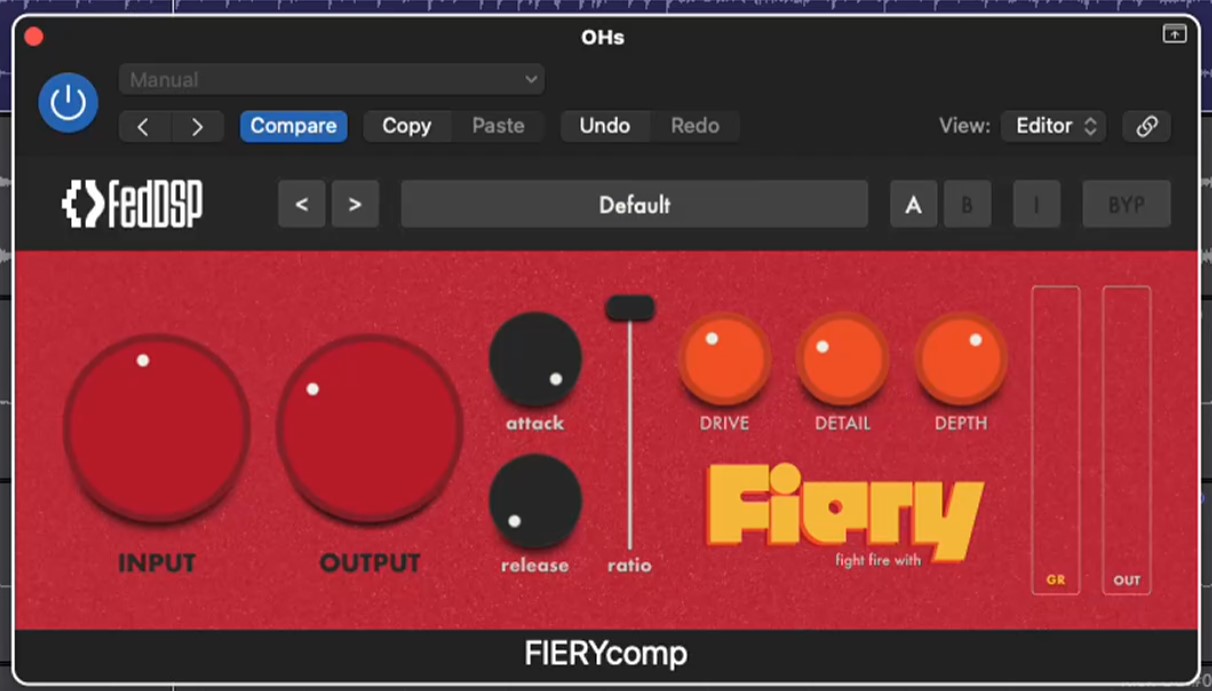 OHs
Manual
Compare Copy Paste Undo Redo View: Editor
fedDSP < > Default A B I BYP
attack
DRIVE DETAIL DEPTH
Fiery
fight fire with
INPUT OUTPUT release ratio GR OUT
FIERYcomp